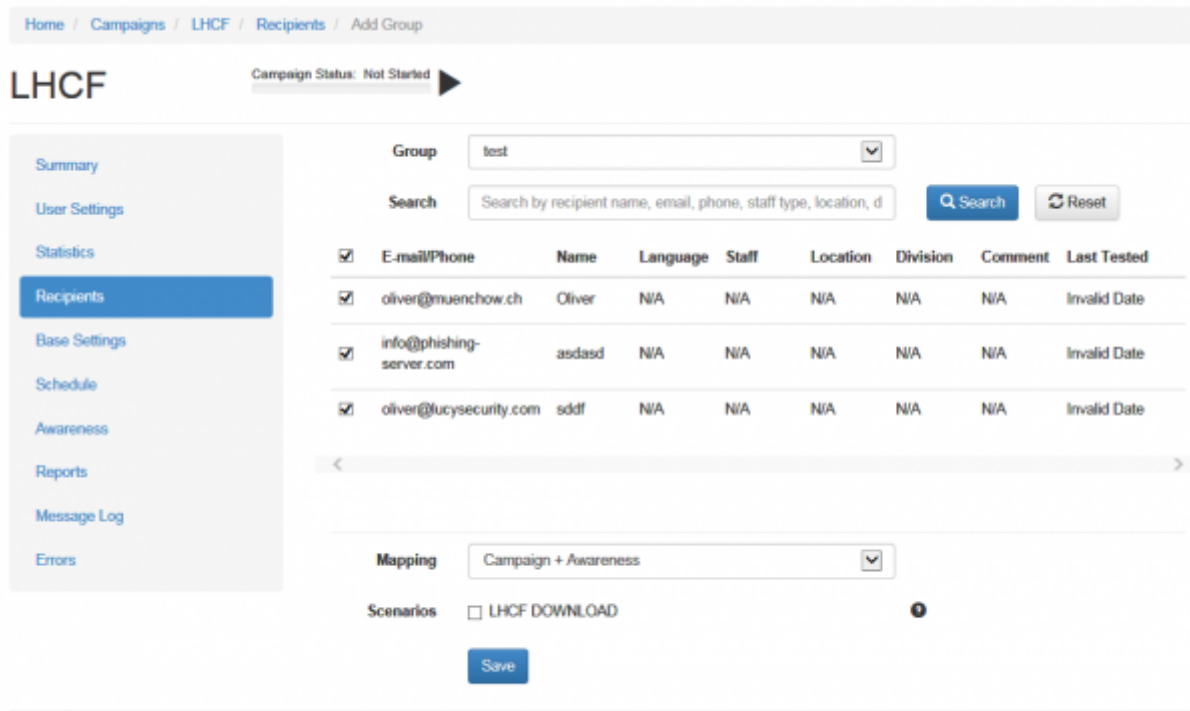 Home / Campaigns / LHCF / Recipients / Add Group
LHCF
Campaign Status: Not Started
Summary
User Settings
Statistics
Recipients
Base Settings
Schedule
Awareness
Reports
Message Log
Errors
Group test
Search Search by recipient name, email, phone, staff type, location, d Search Reset
E-mail/Phone Name Language Staff Location Division Comment Last Tested
oliver@muenchow.ch Oliver N/A N/A N/A N/A N/A Invalid Date
info@phishing-
server.com asdasd N/A N/A N/A N/A N/A Invalid Date
oliver@lucysecurity.com sddf N/A N/A N/A N/A N/A Invalid Date
Mapping Campaign + Awareness
Scenarios LHCF DOWNLOAD
Save